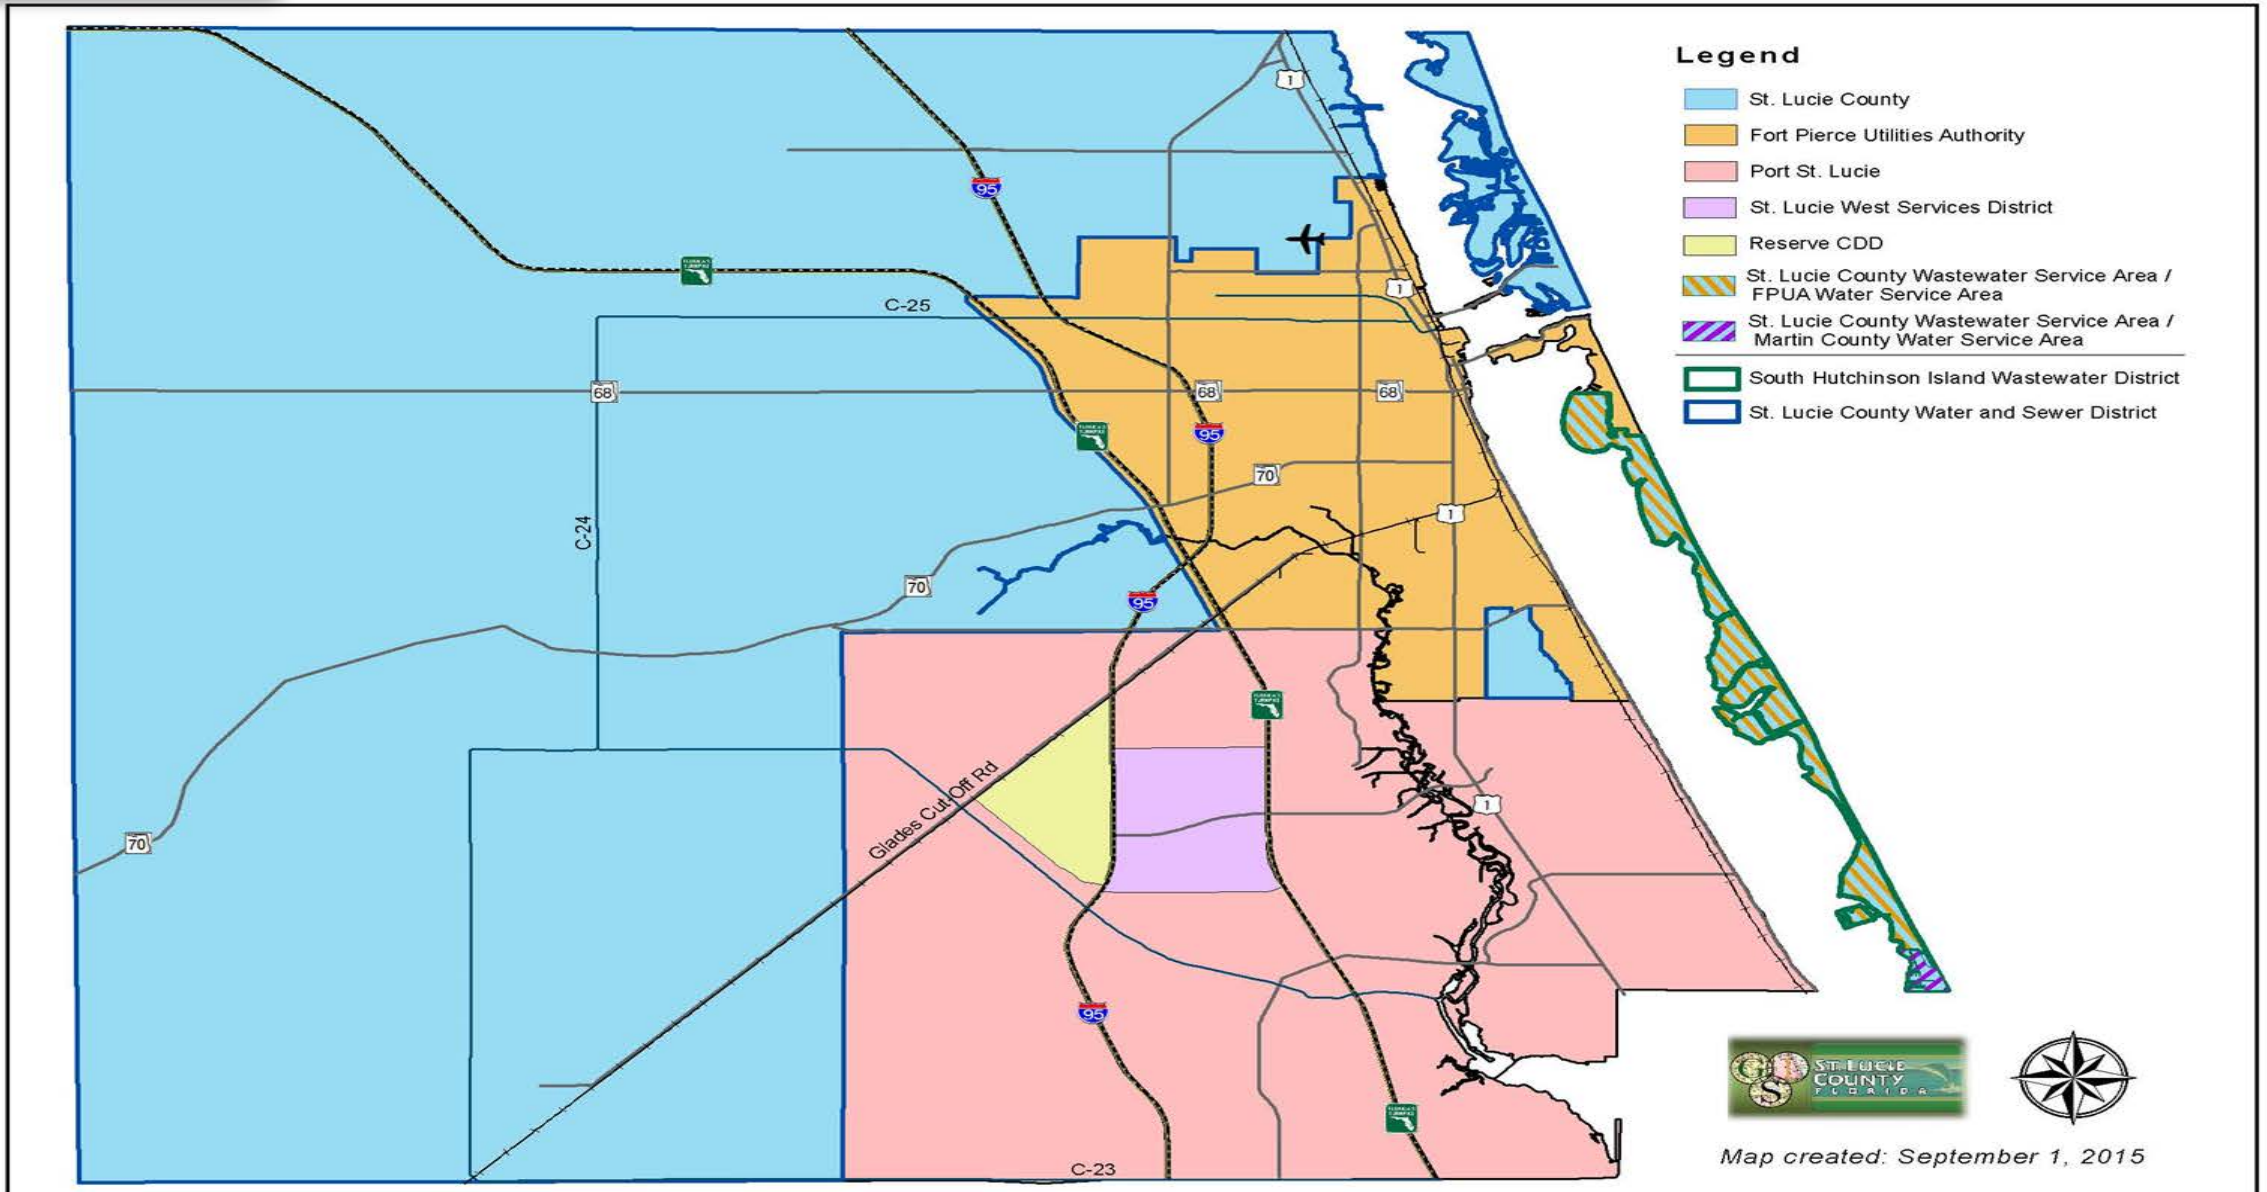 Legend
St. Lucie County
Fort Pierce Utilities Authority
Port St. Lucie
St. Lucie West Services District
Reserve CDD
St. Lucie County Wastewater Service Area /
FPUA Water Service Area
St. Lucie County Wastewater Service Area /
Martin County Water Service Area
South Hutchinson Island Wastewater District
St. Lucie County Water and Sewer District
1
95
C-25
1
68
68
68
95
70
1
C-24
70
95
Glades Cut-Off Rd
1
70
95
C-23
G
S
ST. LUCIE
COUNTY
FLORIDA
Map created: September 1, 2015